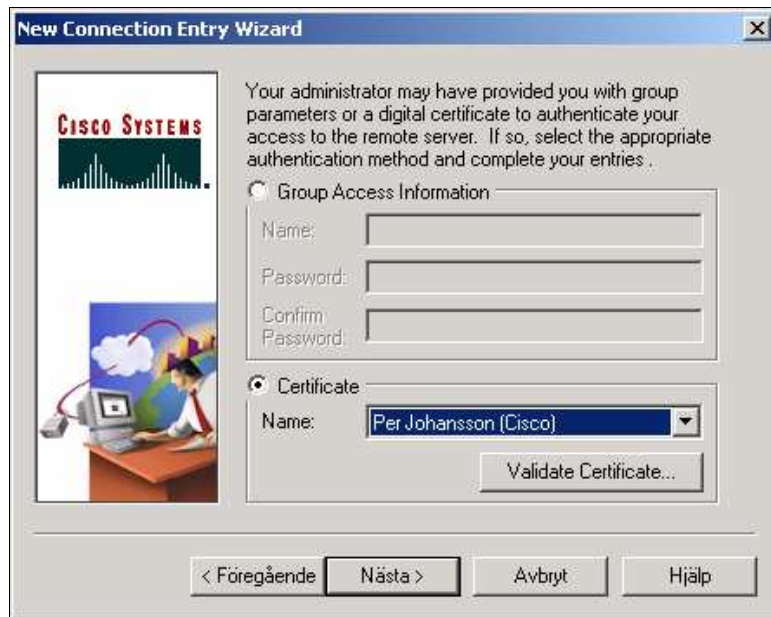 New Connection Entry Wizard
CISCO SYSTEMS
Your administrator may have provided you with group
parameters or a digital certificate to authenticate your
access to the remote server. If so, select the appropriate
authentication method and complete your entries .
Group Access Information
Name:
Password:
Confirm
Password:
Certificate
Name:
Per Johansson (Cisco)
Validate Certificate...
< Föregående
Nästa >
Avbryt
Hjälp